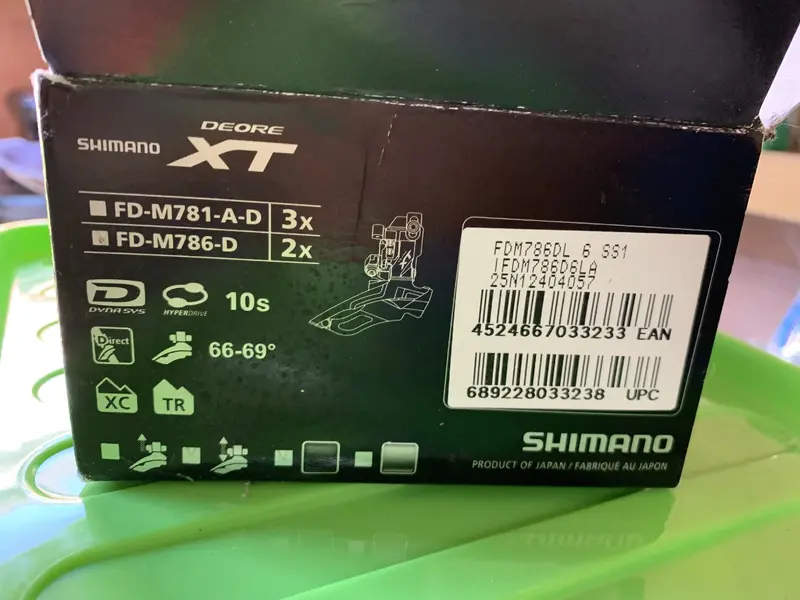 SHIMANO
DEORE
XT
FD-M781-A-D 3x
FD-M786-D 2x
D
DYNA SYS
HYPERDRIVE
10s
Direct
66-69°
XC
TR
FDM786DL 6 SS1
IFDM786D6LA
25N12404057
4524667033233 EAN
689228033238 UPC
SHIMANO
PRODUCT OF JAPAN / FABRIQUÉ AU JAPON